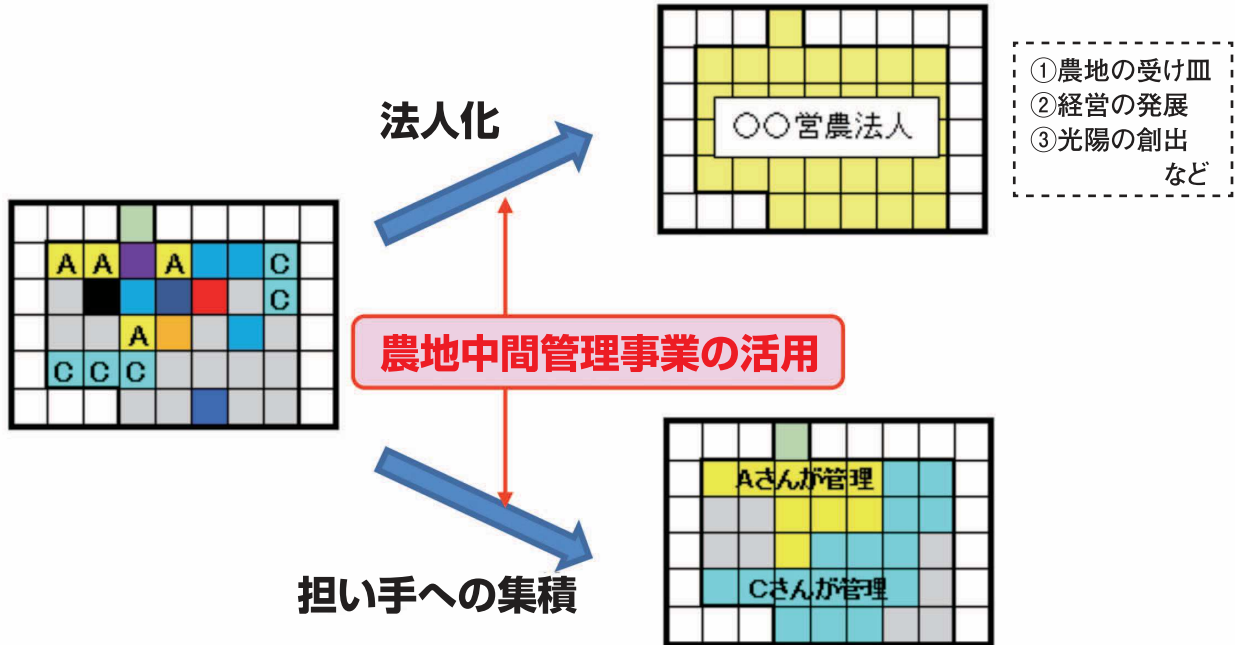 法人化
○○営農法人
①農地の受け皿
②経営の発展
③光陽の創出
など
A A A C
C
A
C C C
農地中間管理事業の活用
担い手への集積
Aさんが管理
Cさんが管理